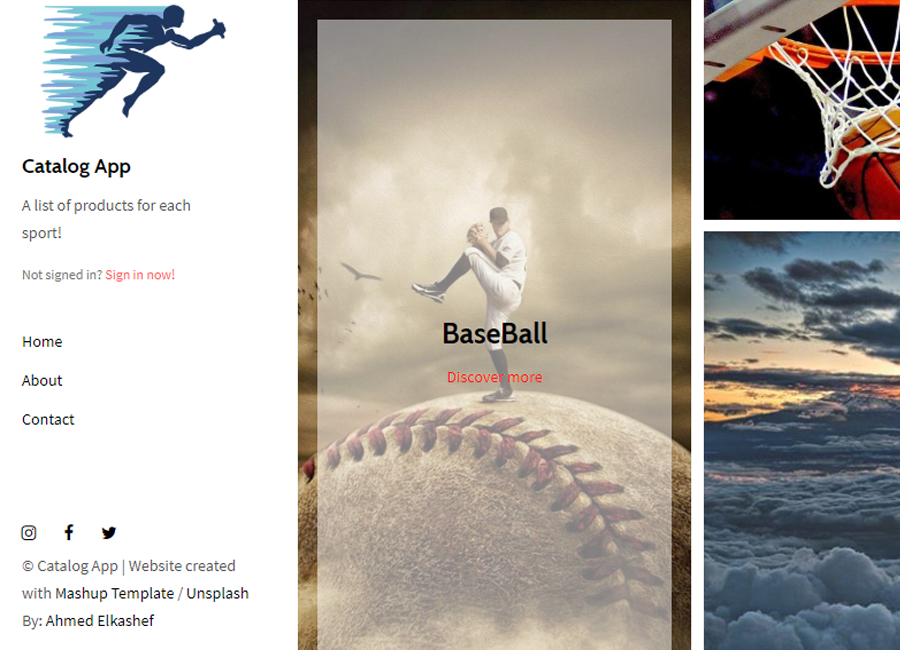 Catalog App
A list of products for each
sport!
Not signed in? Sign in now!
Home
About
Contact
© Catalog App | Website created
with Mashup Template / Unsplash
By: Ahmed Elkashef
BaseBall
Discover more